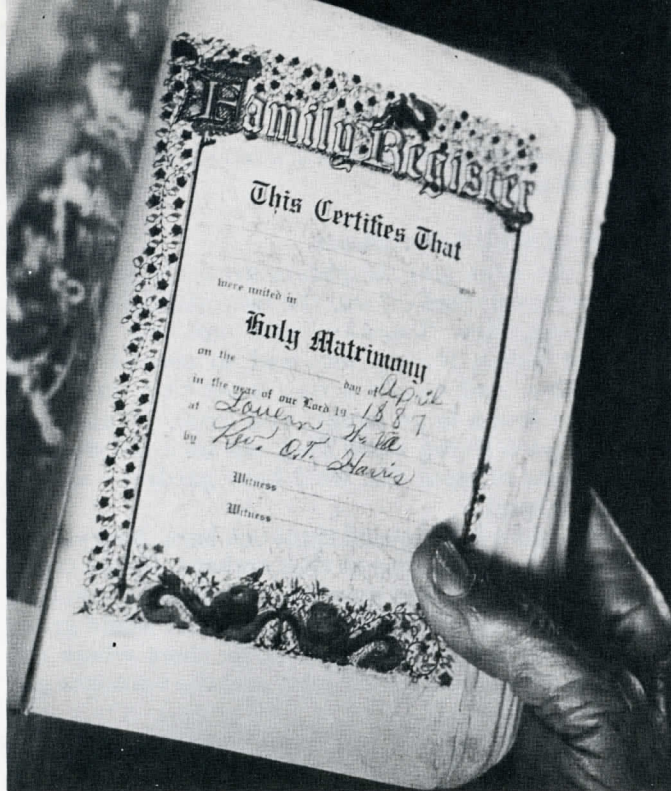 Family Register
This Certifies That
and
were united in
Holy Matrimony
on the day of April
in the year of our Lord 19 1887
at
by Rev. O.T. Harris
Witness
Witness